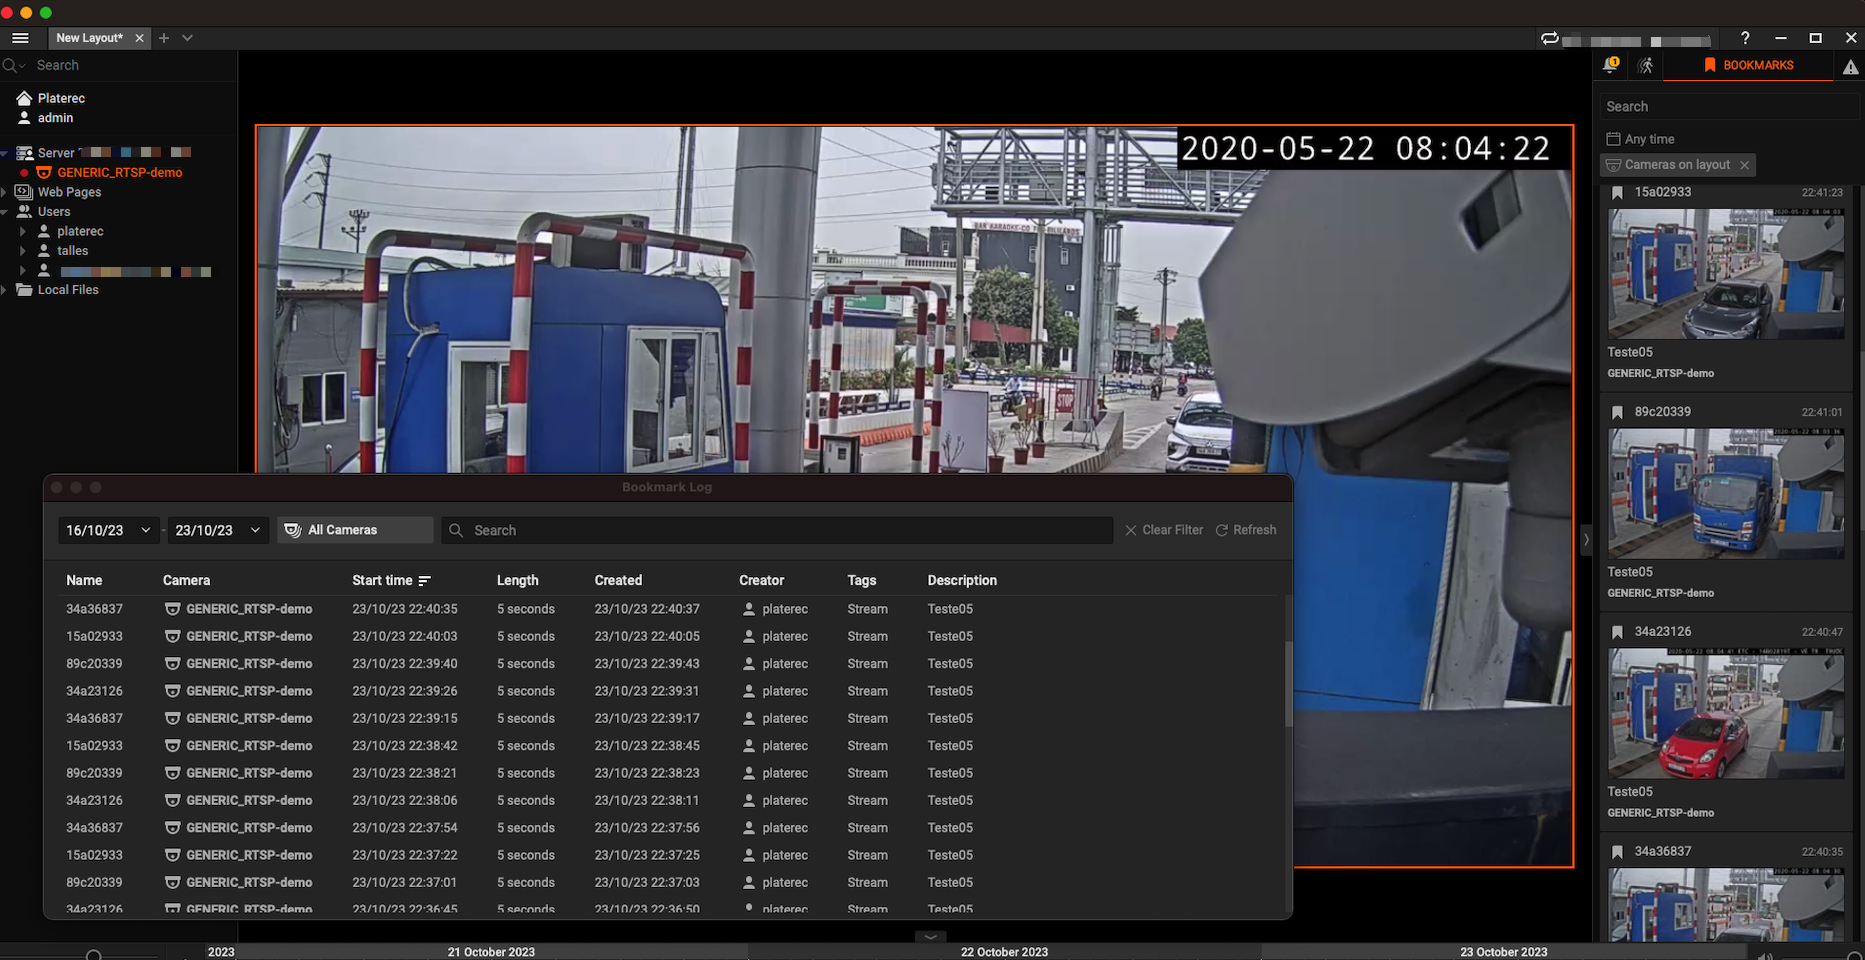 New Layout*
?
Search
Platerec
admin
Server
GENERIC_RTSP-demo
Web Pages
Users
platerec
talles
Local Files
2020-05-22 08:04:22
STOP
1
BOOKMARKS
Search
Any time
Cameras on layout
15a02933 22:41:23
Teste05
GENERIC_RTSP-demo
89c20339 22:41:01
Teste05
GENERIC_RTSP-demo
34a23126 22:40:47
Teste05
GENERIC_RTSP-demo
34a36837 22:40:35
Bookmark Log
16/10/23 - 23/10/23 All Cameras Search Clear Filter Refresh
Name Camera Start time Length Created Creator Tags Description
34a36837 GENERIC_RTSP-demo 23/10/23 22:40:35 5 seconds 23/10/23 22:40:37 platerec Stream Teste05
15a02933 GENERIC_RTSP-demo 23/10/23 22:40:03 5 seconds 23/10/23 22:40:05 platerec Stream Teste05
89c20339 GENERIC_RTSP-demo 23/10/23 22:39:40 5 seconds 23/10/23 22:39:43 platerec Stream Teste05
34a23126 GENERIC_RTSP-demo 23/10/23 22:39:26 5 seconds 23/10/23 22:39:31 platerec Stream Teste05
34a36837 GENERIC_RTSP-demo 23/10/23 22:39:15 5 seconds 23/10/23 22:39:17 platerec Stream Teste05
15a02933 GENERIC_RTSP-demo 23/10/23 22:38:42 5 seconds 23/10/23 22:38:45 platerec Stream Teste05
89c20339 GENERIC_RTSP-demo 23/10/23 22:38:21 5 seconds 23/10/23 22:38:23 platerec Stream Teste05
34a23126 GENERIC_RTSP-demo 23/10/23 22:38:06 5 seconds 23/10/23 22:38:11 platerec Stream Teste05
34a36837 GENERIC_RTSP-demo 23/10/23 22:37:54 5 seconds 23/10/23 22:37:56 platerec Stream Teste05
15a02933 GENERIC_RTSP-demo 23/10/23 22:37:22 5 seconds 23/10/23 22:37:25 platerec Stream Teste05
89c20339 GENERIC_RTSP-demo 23/10/23 22:37:01 5 seconds 23/10/23 22:37:03 platerec Stream Teste05
34a23126 GENERIC_RTSP-demo 23/10/23 22:36:45 5 seconds 23/10/23 22:36:50 platerec Stream Teste05
2023 21 October 2023 22 October 2023 23 October 2023